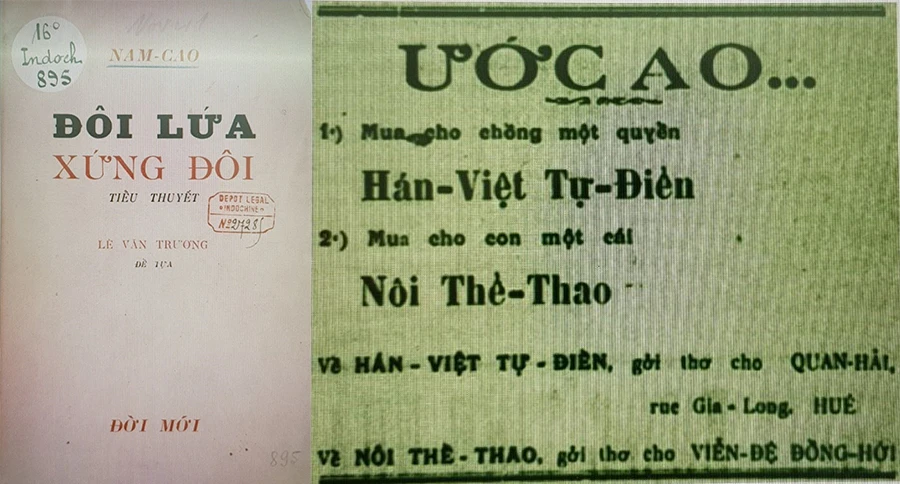 16°
Indoch
895
NAM-CAO
ĐÔI LỨA
XỨNG ĐÔI
TIỂU THUYẾT
DEPOT LEGAL
INDOCHINE
LÊ VĂN TRƯƠNG
ĐỀ TỰA
ĐỜI MỚI
895
ƯỚC AO...
1•) Mua cho chồng một quyển
Hán-Việt Tự-Điển
2•) Mua cho con một cái
Nôi Thể-Thao
Về HÁN-VIỆT TỰ-ĐIỂN, gởi thơ cho QUAN-HẢI,
rue Gia-Long, HUẾ
Về NÔI THỂ-THAO, gởi thơ cho VIỄN-ĐỆ ĐỒNG-HỚI